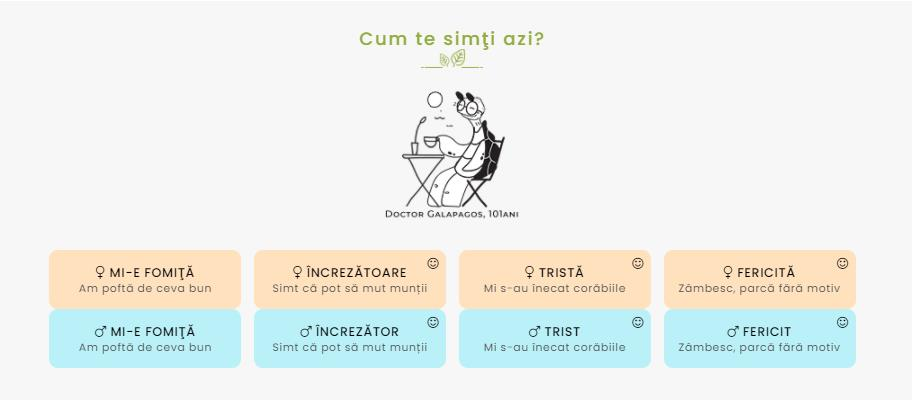 Cum te simţi azi?
Doctor Galapagos, 101ani
♀ MI-E FOMIŢĂ
Am poftă de ceva bun
♀ ÎNCREZĂTOARE
Simt că pot să mut munții
♀ TRISTĂ
Mi s-au înecat corăbiile
♀ FERICITĂ
Zâmbesc, parcă fără motiv
♂ MI-E FOMIŢĂ
Am poftă de ceva bun
♂ ÎNCREZĂTOR
Simt că pot să mut munții
♂ TRIST
Mi s-au înecat corăbiile
♂ FERICIT
Zâmbesc, parcă fără motiv